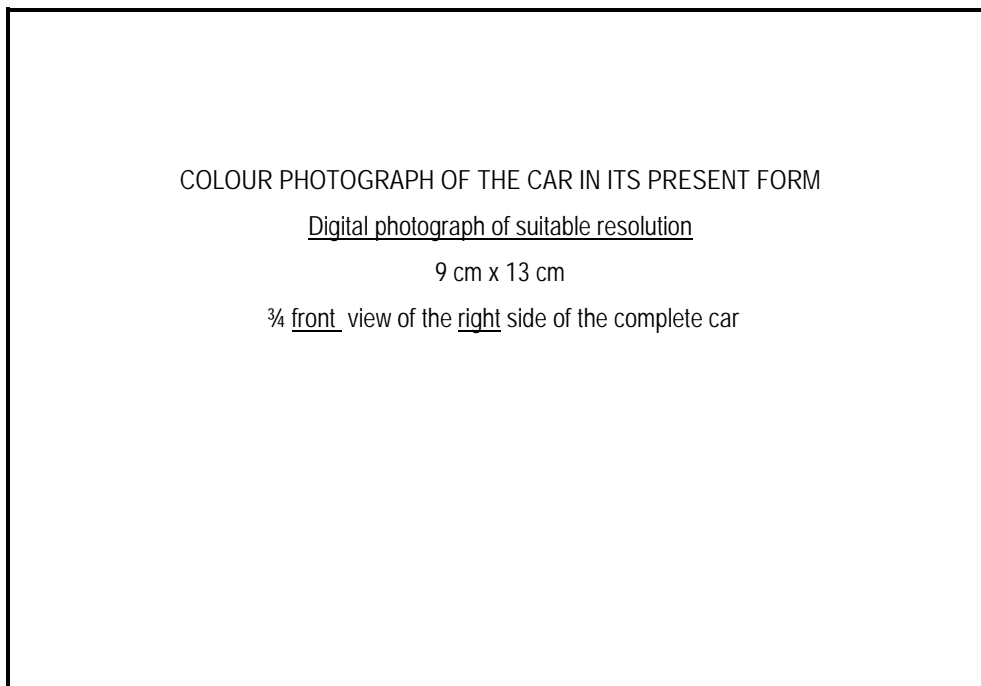 COLOUR PHOTOGRAPH OF THE CAR IN ITS PRESENT FORM
Digital photograph of suitable resolution
9 cm x 13 cm
¾ front  view of the right side of the complete car